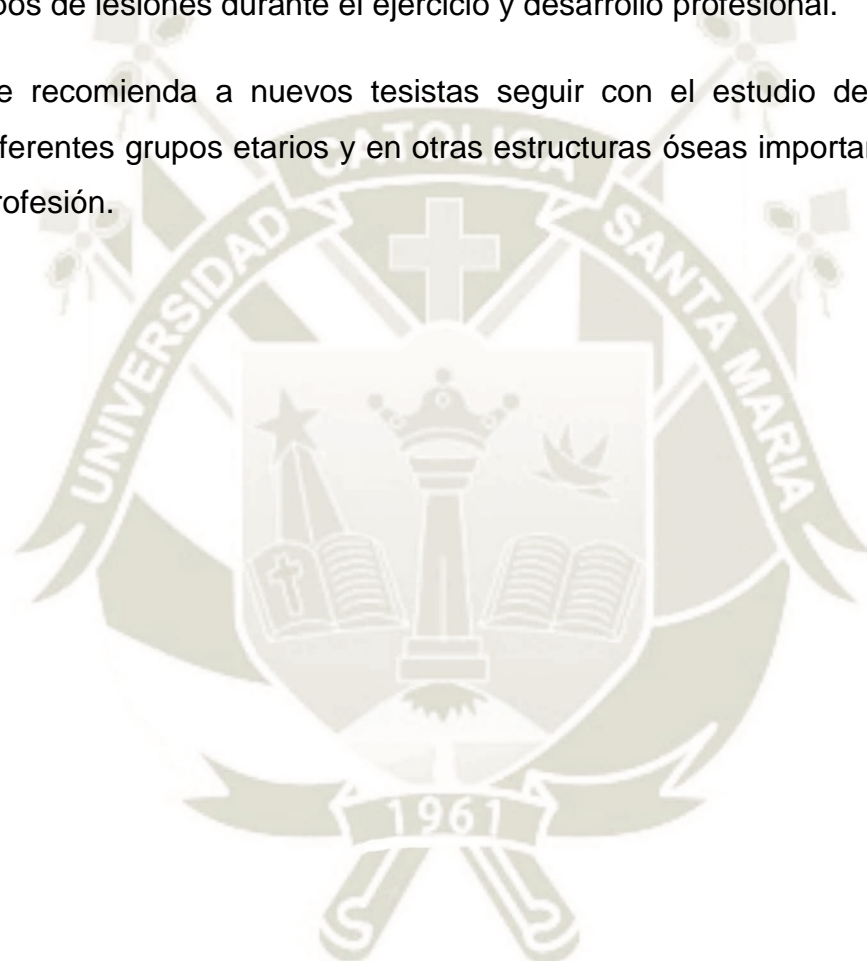 pos de lesiones durante el ejercicio y desarrollo profesional.
e recomienda a nuevos tesistas seguir con el estudio de
ferentes grupos etarios y en otras estructuras óseas importan
rofesión.
UNIVERSIDAD CATOLICA SANTA MARIA
1961